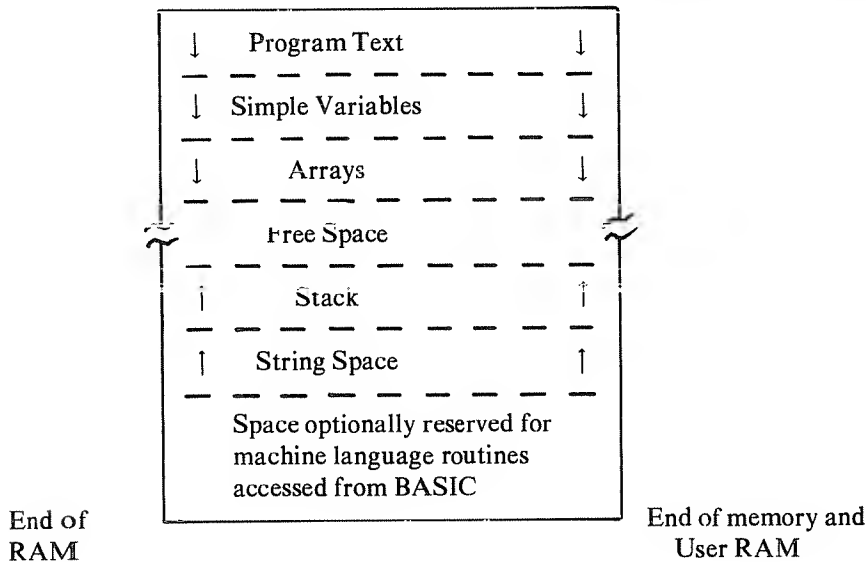 Program Text
Simple Variables
Arrays
Free Space
Stack
String Space
Space optionally reserved for
machine language routines
accessed from BASIC
End of
RAM
End of memory and
User RAM